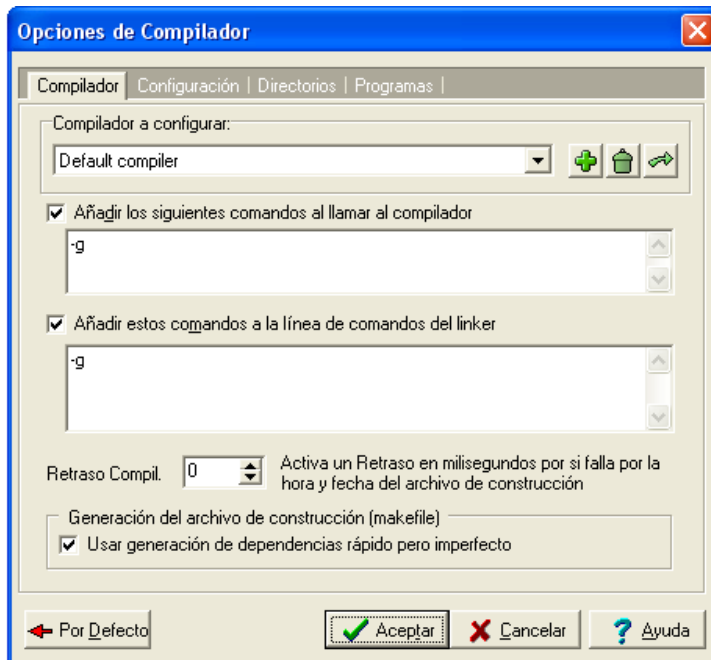 Opciones de Compilador
Compilador Configuración Directorios Programas
Compilador a configurar:
Default compiler
Añadir los siguientes comandos al llamar al compilador
-g
Añadir estos comandos a la línea de comandos del linker
-g
Retraso Compil. 0 Activa un Retraso en milisegundos por si falla por la
hora y fecha del archivo de construcción
Generación del archivo de construcción (makefile)
Usar generación de dependencias rápido pero imperfecto
Por Defecto Aceptar Cancelar Ayuda